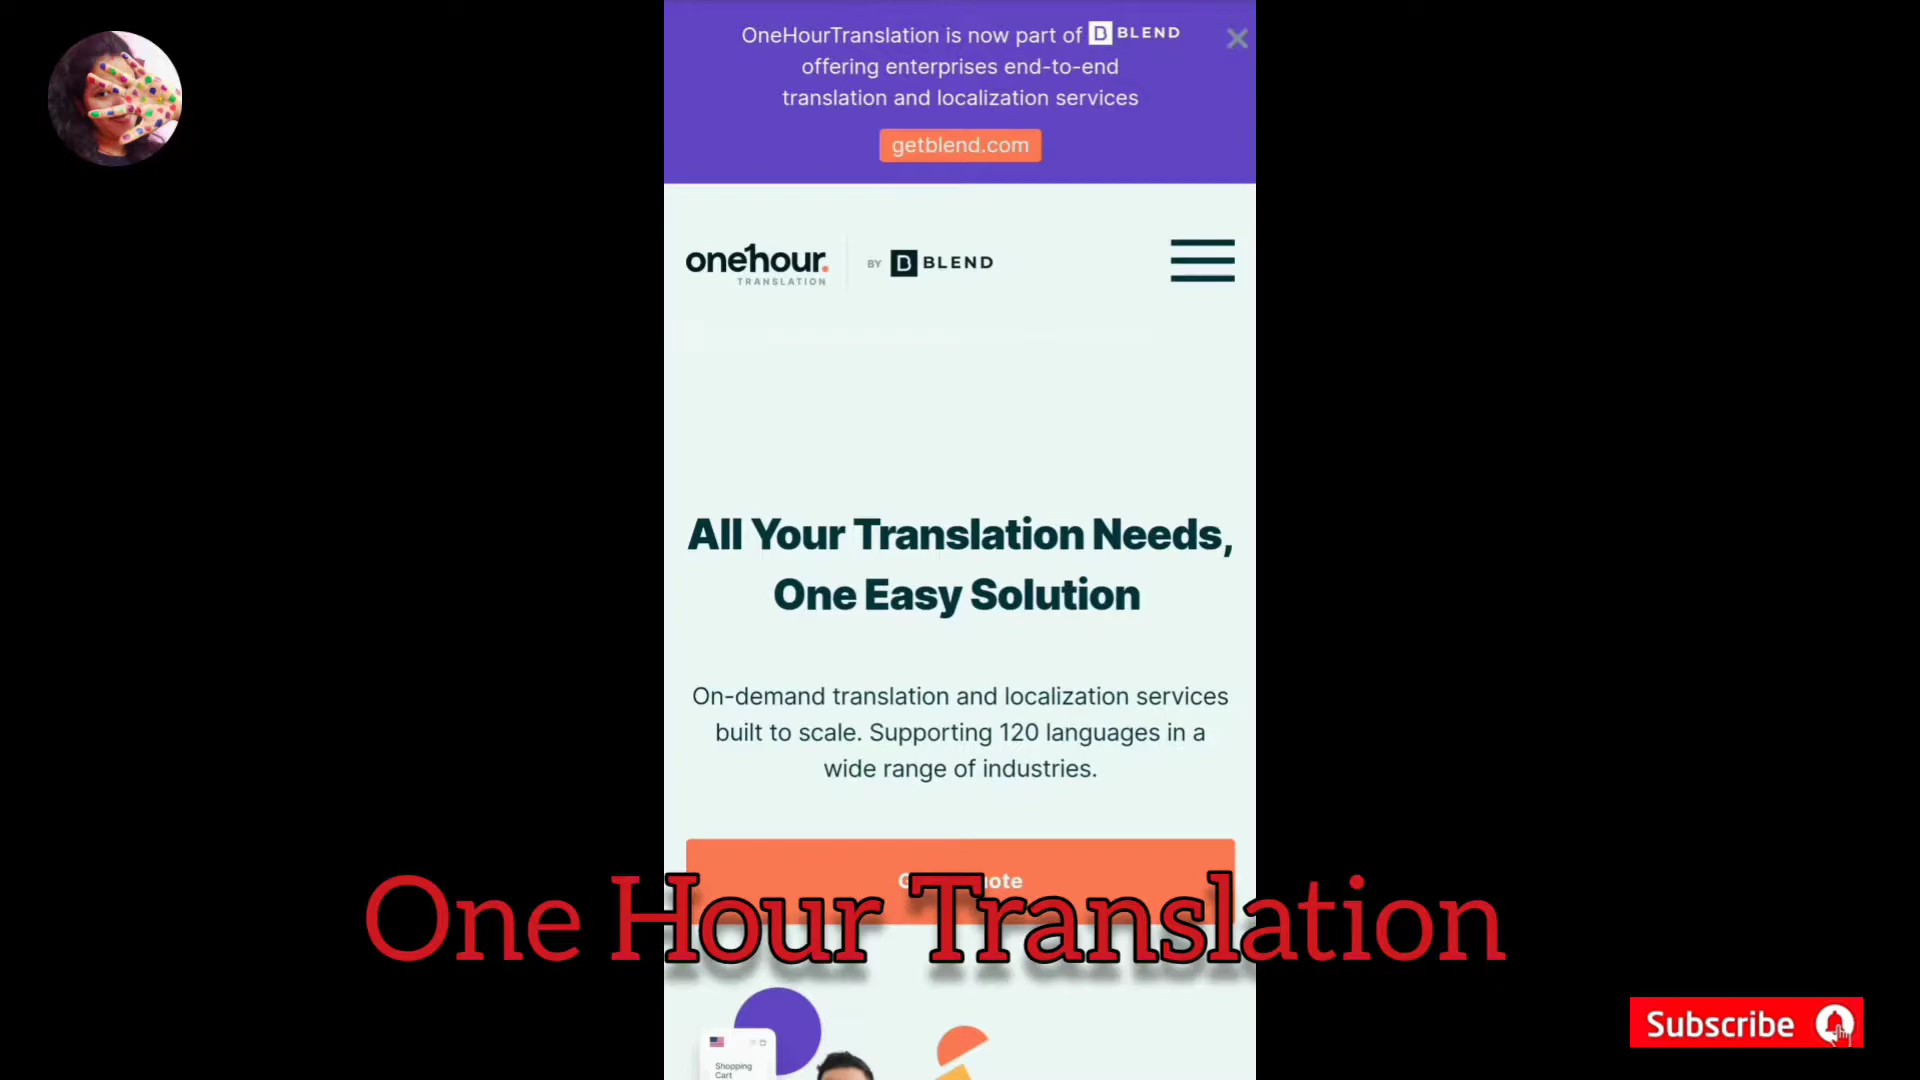 OneHourTranslation is now part of BLEND
offering enterprises end-to-end
translation and localization services
getblend.com
one1hour.
TRANSLATION
BY BLEND
All Your Translation Needs,
One Easy Solution
On-demand translation and localization services
built to scale. Supporting 120 languages in a
wide range of industries.
One Hour Translation
Shopping
Cart
Subscribe